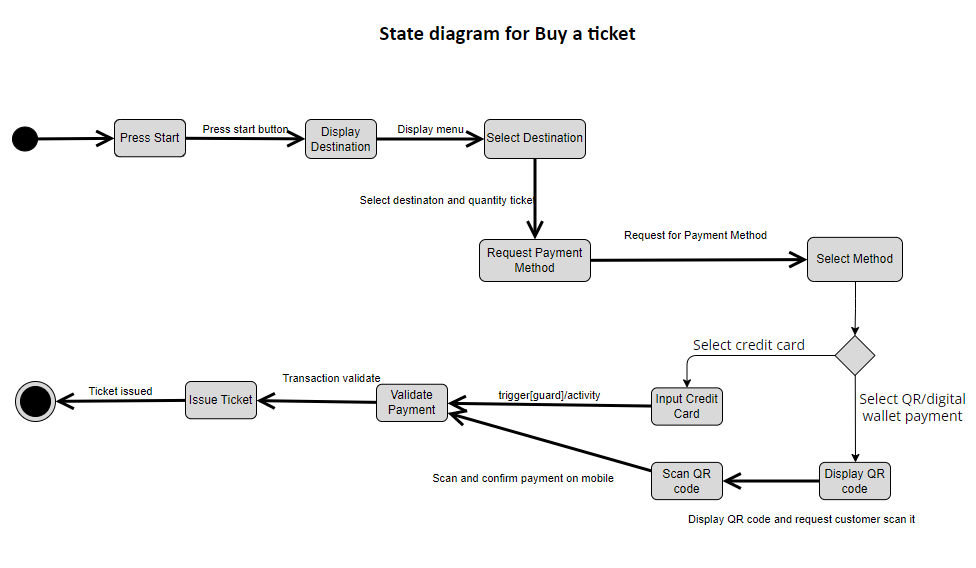 State diagram for Buy a ticket
Press Start
Press start button
Display
Destination
Display menu
Select Destination
Select destinaton and quantity ticket
Request Payment
Method
Request for Payment Method
Select Method
Select credit card
Select QR/digital
wallet payment
Input Credit
Card
trigger[guard]/activity
Display QR
code
Display QR code and request customer scan it
Scan QR
code
Scan and confirm payment on mobile
Validate
Payment
Transaction validate
Issue Ticket
Ticket issued